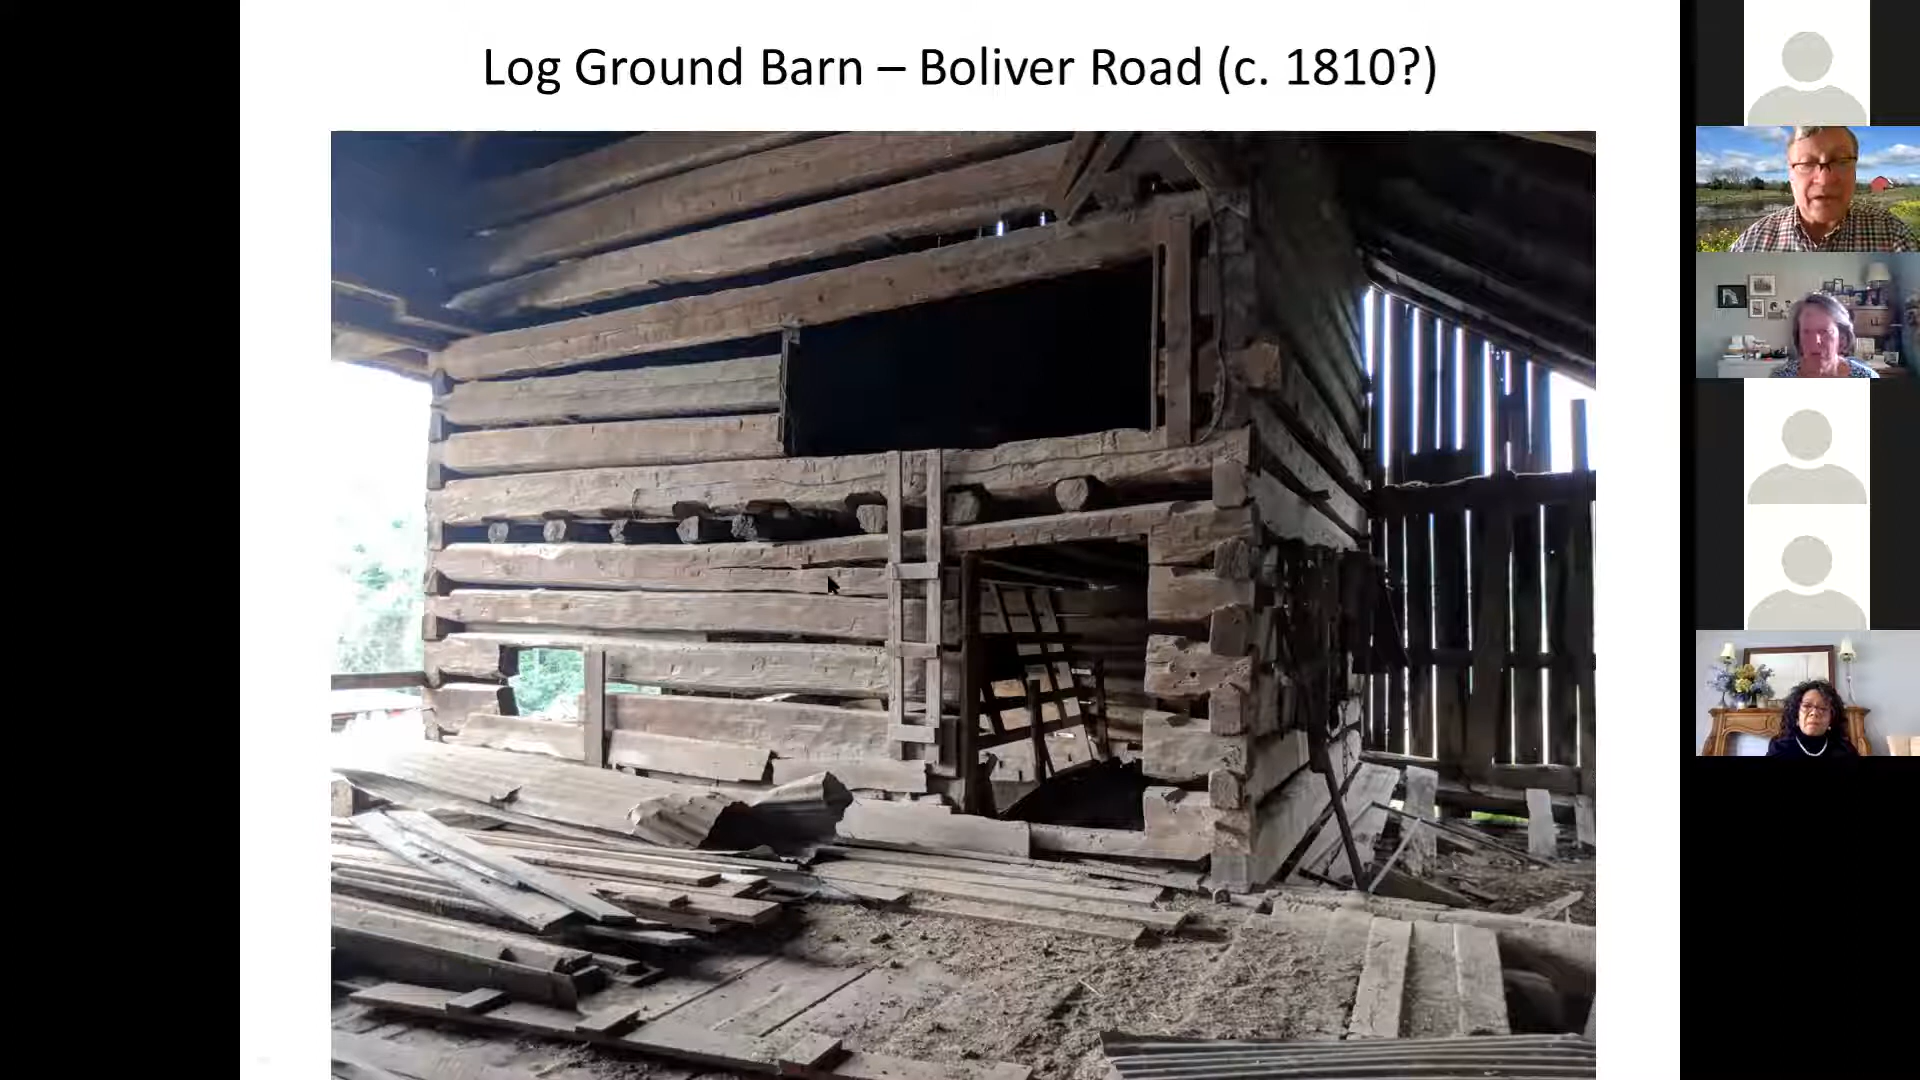 Log Ground Barn – Boliver Road (c. 1810?)